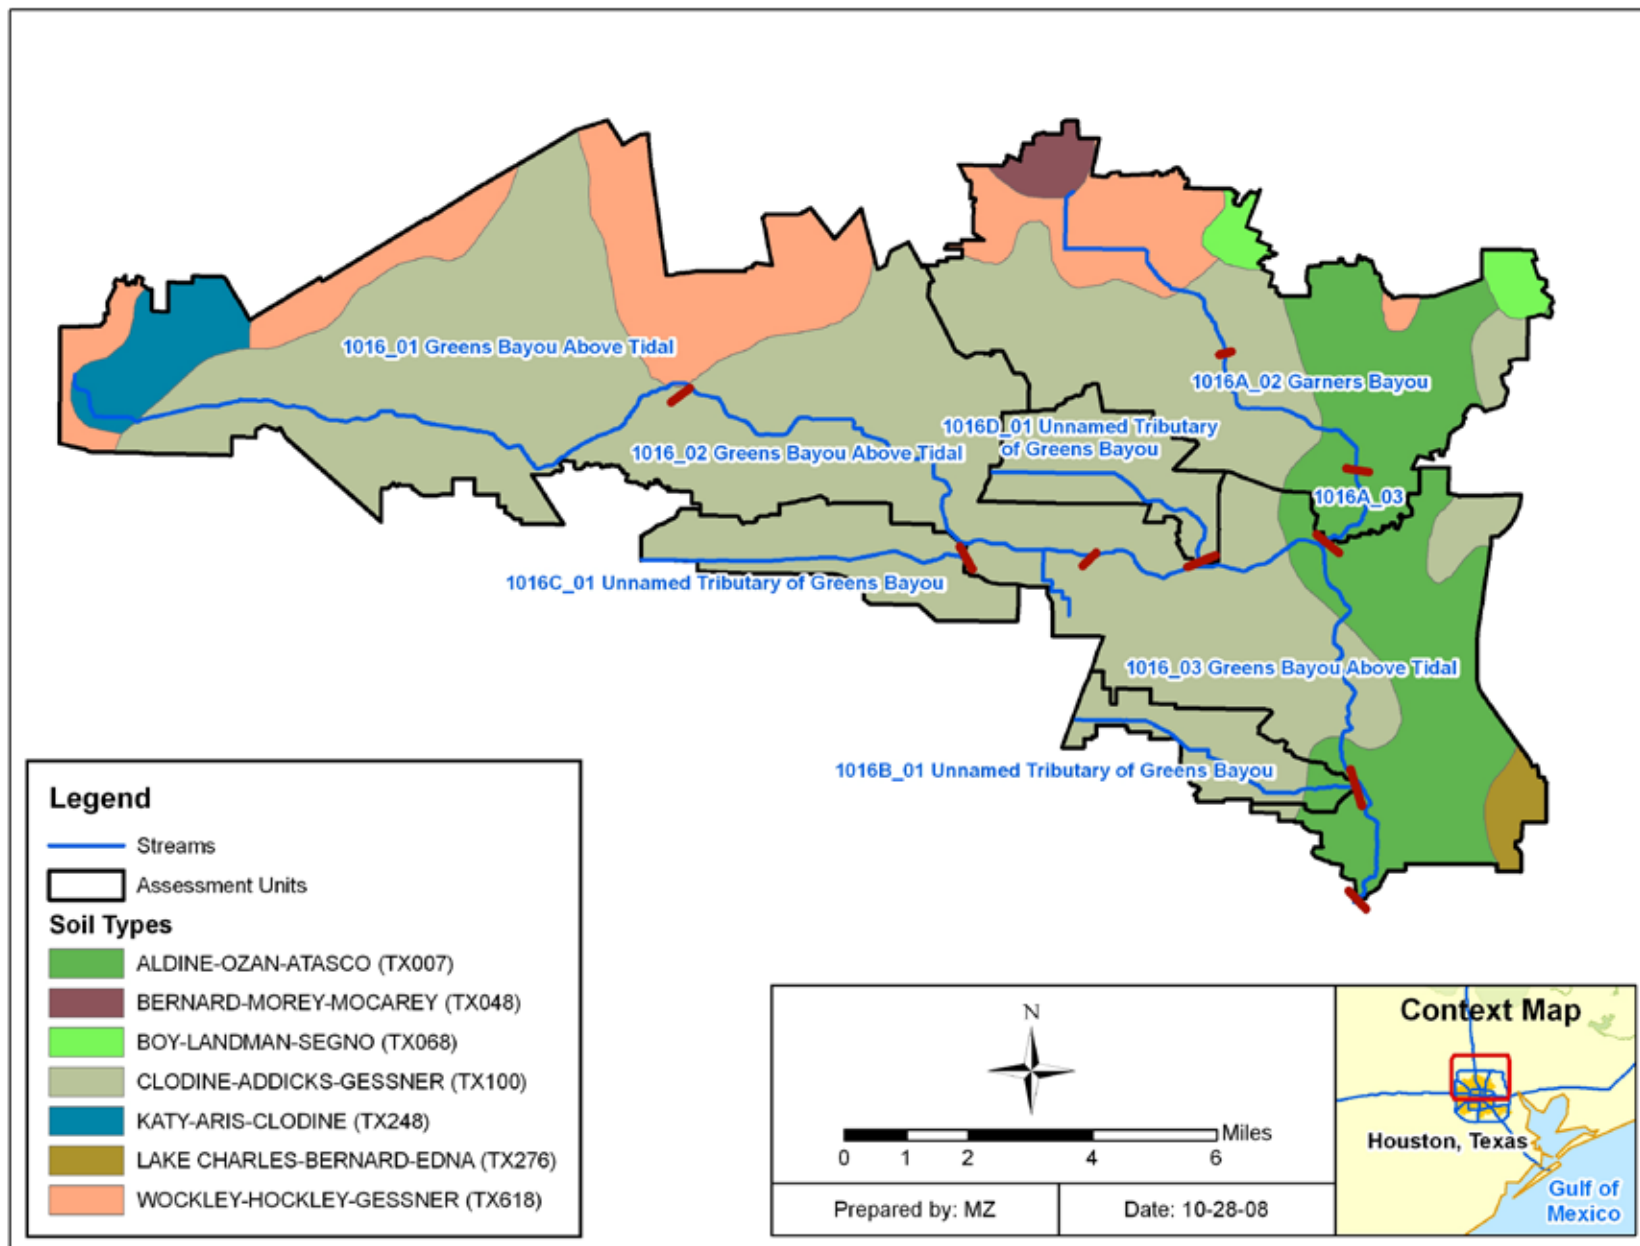 1016_01 Greens Bayou Above Tidal
1016A_02 Garners Bayou
1016D_01 Unnamed Tributary
of Greens Bayou
1016_02 Greens Bayou Above Tidal
1016A_03
1016C_01 Unnamed Tributary of Greens Bayou
1016_03 Greens Bayou Above Tidal
1016B_01 Unnamed Tributary of Greens Bayou
Legend
Streams
Assessment Units
Soil Types
ALDINE-OZAN-ATASCO (TX007)
BERNARD-MOREY-MOCAREY (TX048)
BOY-LANDMAN-SEGNO (TX068)
CLODINE-ADDICKS-GESSNER (TX100)
KATY-ARIS-CLODINE (TX248)
LAKE CHARLES-BERNARD-EDNA (TX276)
WOCKLEY-HOCKLEY-GESSNER (TX618)
N
Miles
0 1 2 4 6
Prepared by: MZ
Date: 10-28-08
Context Map
Houston, Texas
Gulf of
Mexico